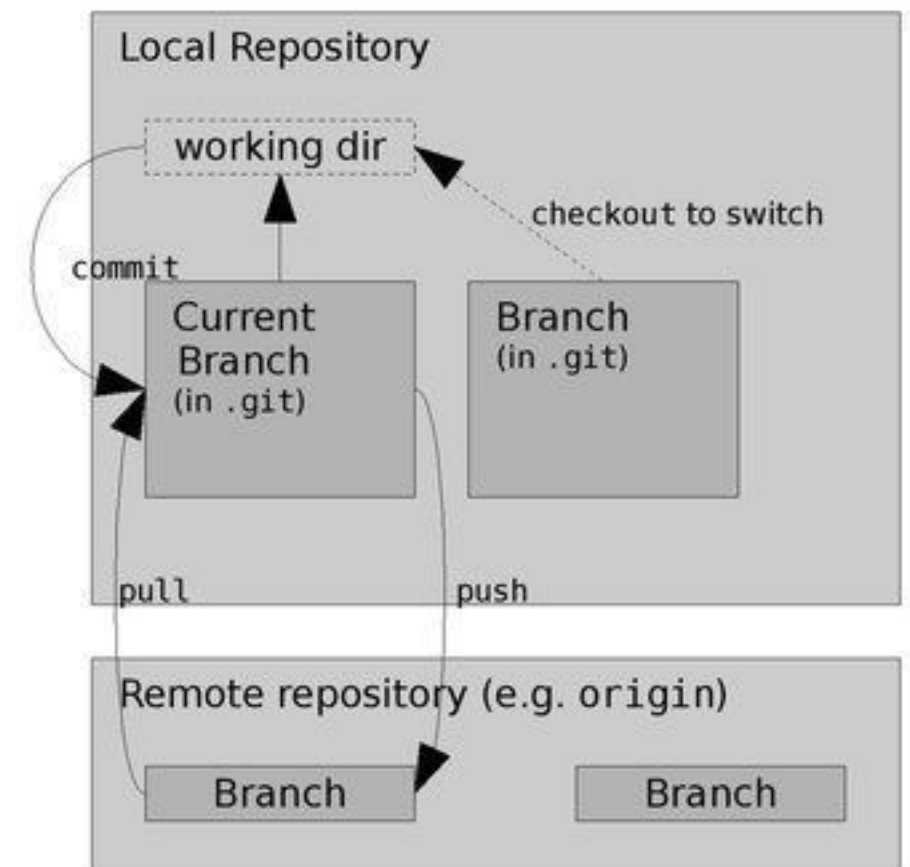 Local Repository
working dir
checkout to switch
commit
Current
Branch
(in .git)
Branch
(in .git)
pull
push
Remote repository (e.g. origin)
Branch
Branch